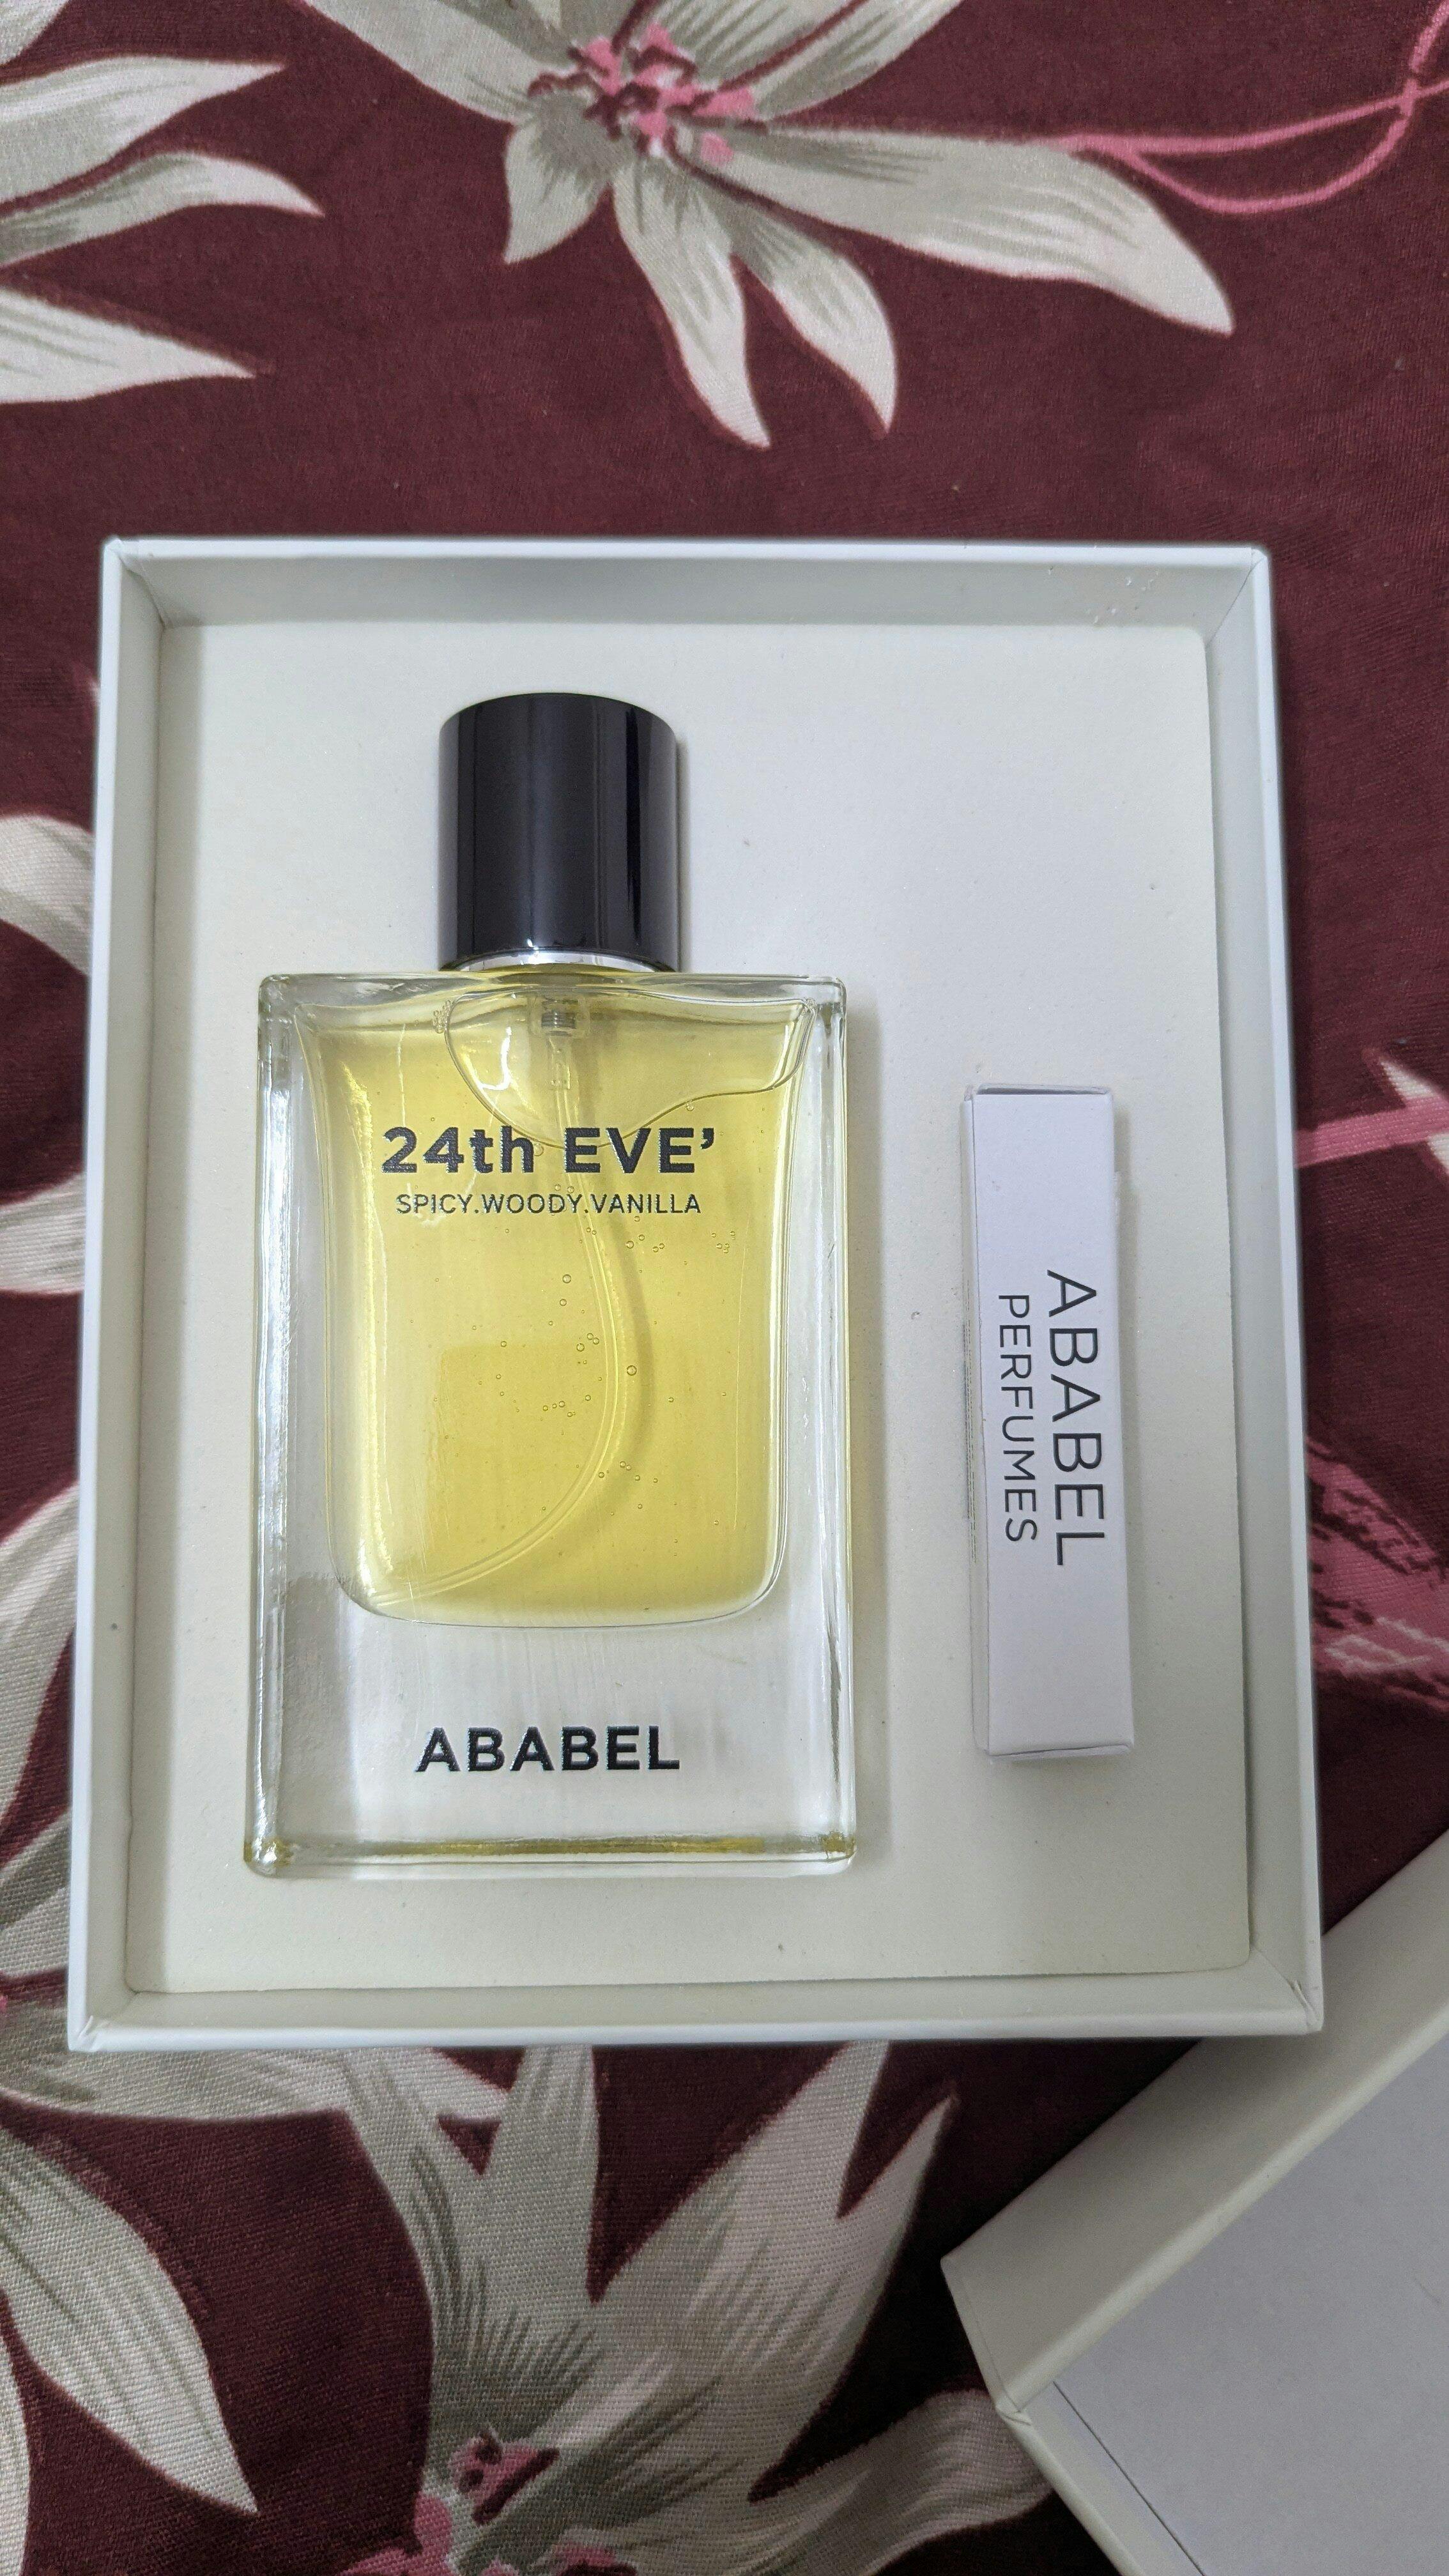 24th EVE’
SPICY.WOODY.VANILLA
ABABEL
ABABEL
PERFUMES